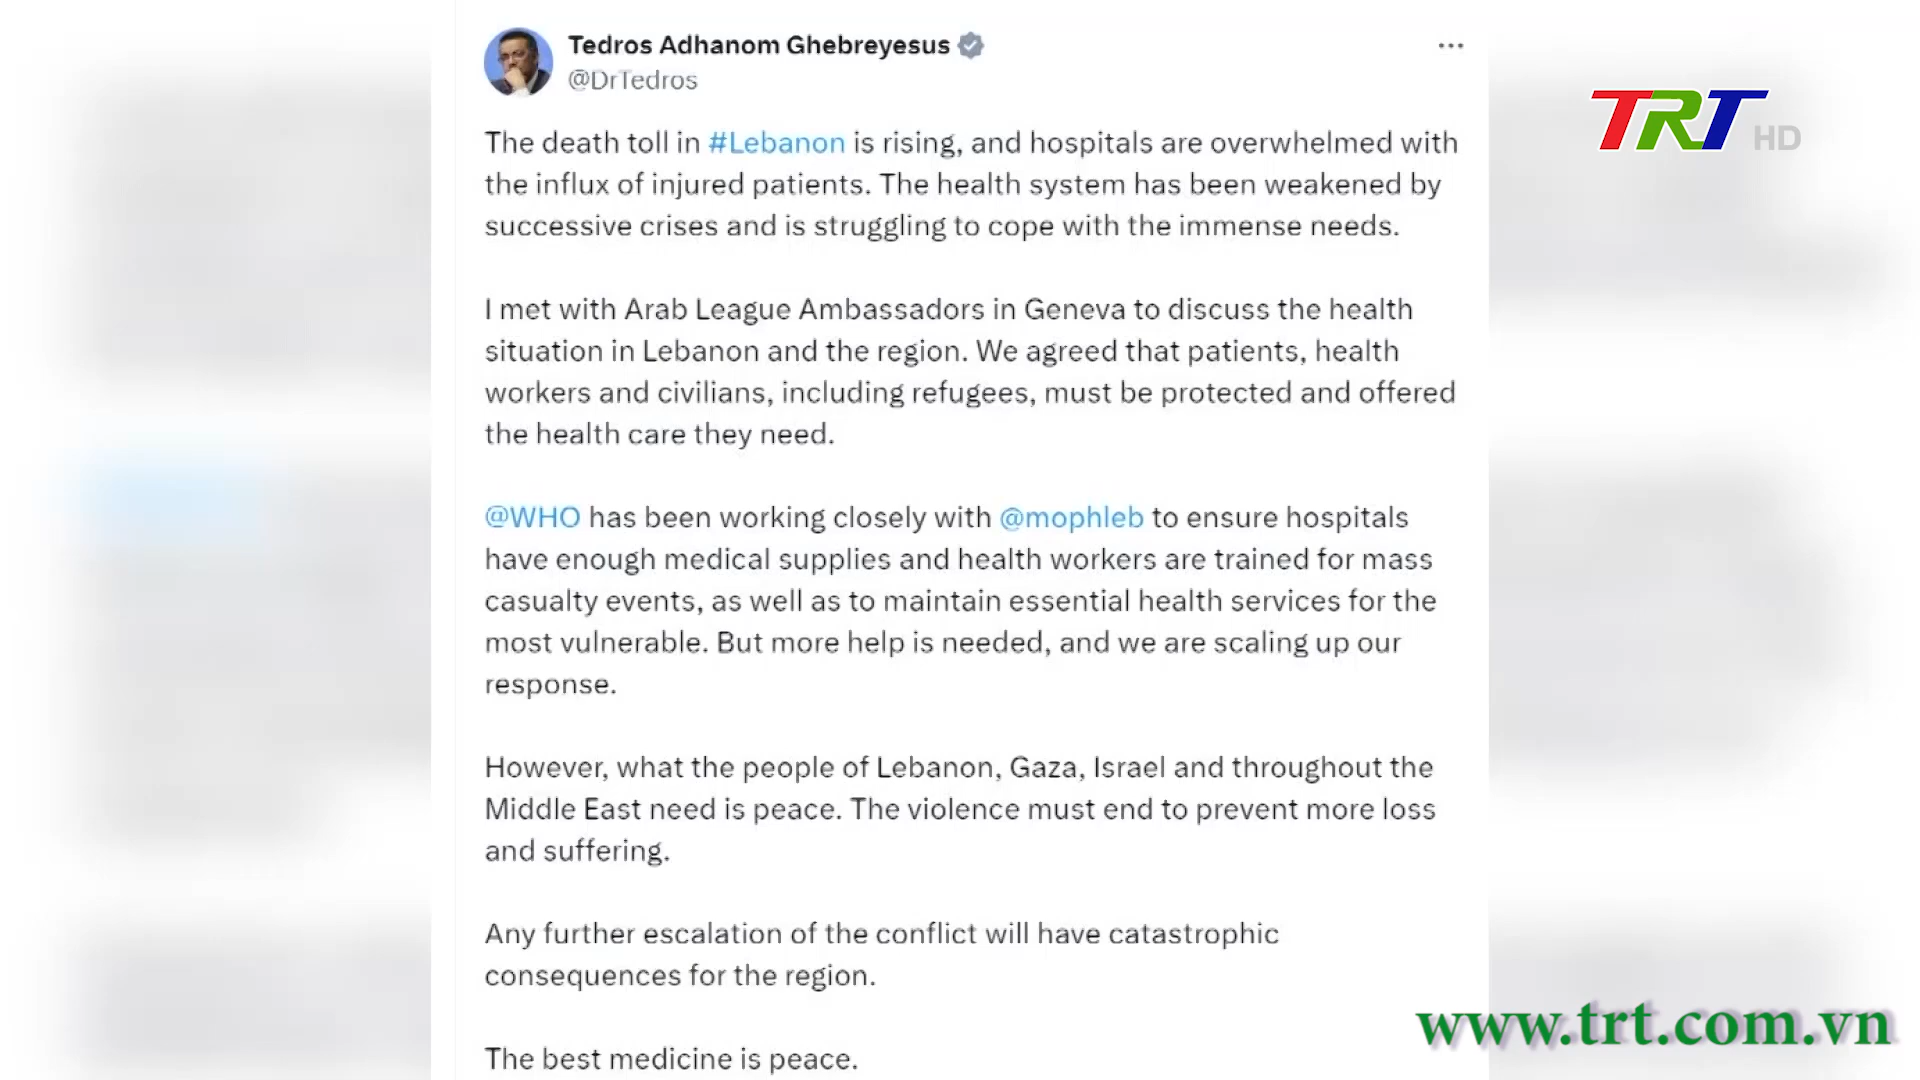 Tedros Adhanom Ghebreyesus
@DrTedros
TRT HD
The death toll in #Lebanon is rising, and hospitals are overwhelmed with
the influx of injured patients. The health system has been weakened by
successive crises and is struggling to cope with the immense needs.
I met with Arab League Ambassadors in Geneva to discuss the health
situation in Lebanon and the region. We agreed that patients, health
workers and civilians, including refugees, must be protected and offered
the health care they need.
@WHO has been working closely with @mophleb to ensure hospitals
have enough medical supplies and health workers are trained for mass
casualty events, as well as to maintain essential health services for the
most vulnerable. But more help is needed, and we are scaling up our
response.
However, what the people of Lebanon, Gaza, Israel and throughout the
Middle East need is peace. The violence must end to prevent more loss
and suffering.
Any further escalation of the conflict will have catastrophic
consequences for the region.
The best medicine is peace.
www.trt.com.vn